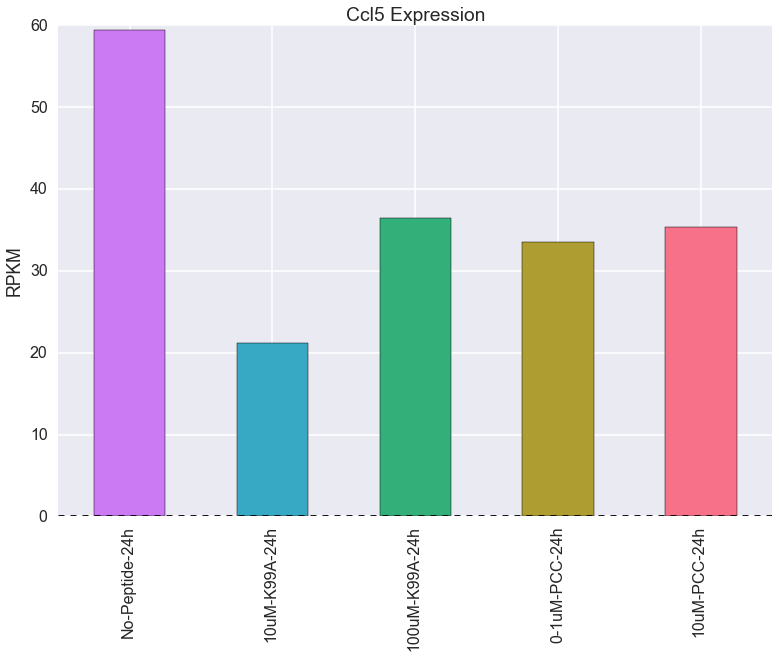 Ccl5 Expression
RPKM
60
50
40
30
20
10
0
No-Peptide-24h
10uM-K99A-24h
100uM-K99A-24h
0-1uM-PCC-24h
10uM-PCC-24h